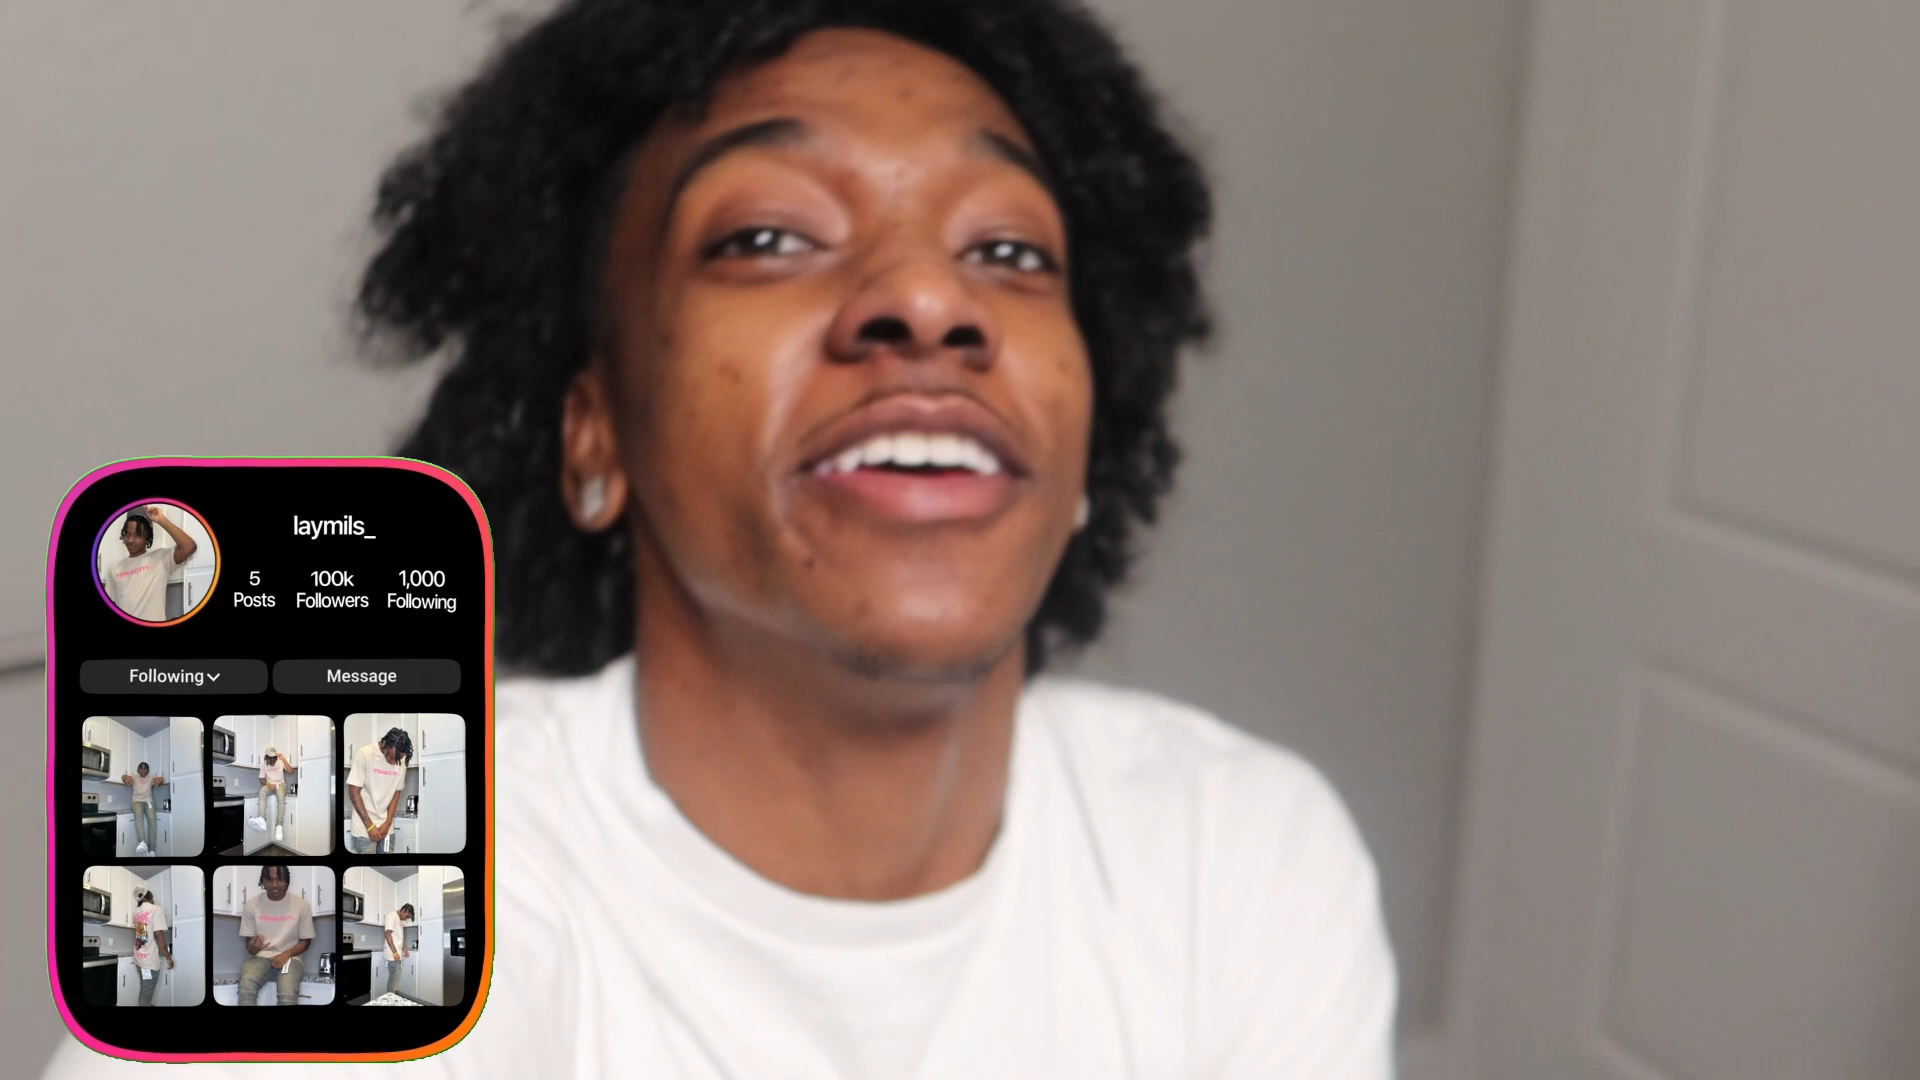 laymils_
5 100k 1,000
Posts Followers Following
Following Message